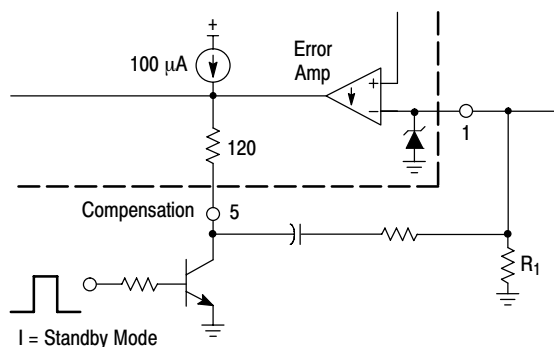 +
100 μA
Error
Amp
+
−
1
120
Compensation
5
R1
I = Standby Mode